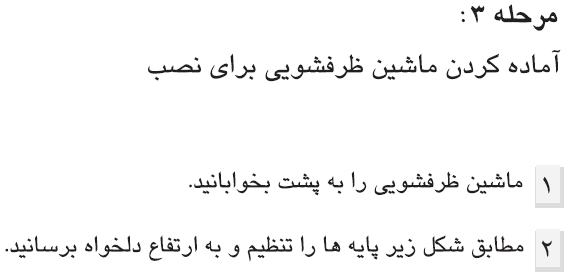 مرحله ۳:
آماده کردن ماشین ظرفشویی برای نصب
۱ ماشین ظرفشویی را به پشت بخوابانید.
۲ مطابق شکل زیر پایه ها را تنظیم و به ارتفاع دلخواه برسانید.